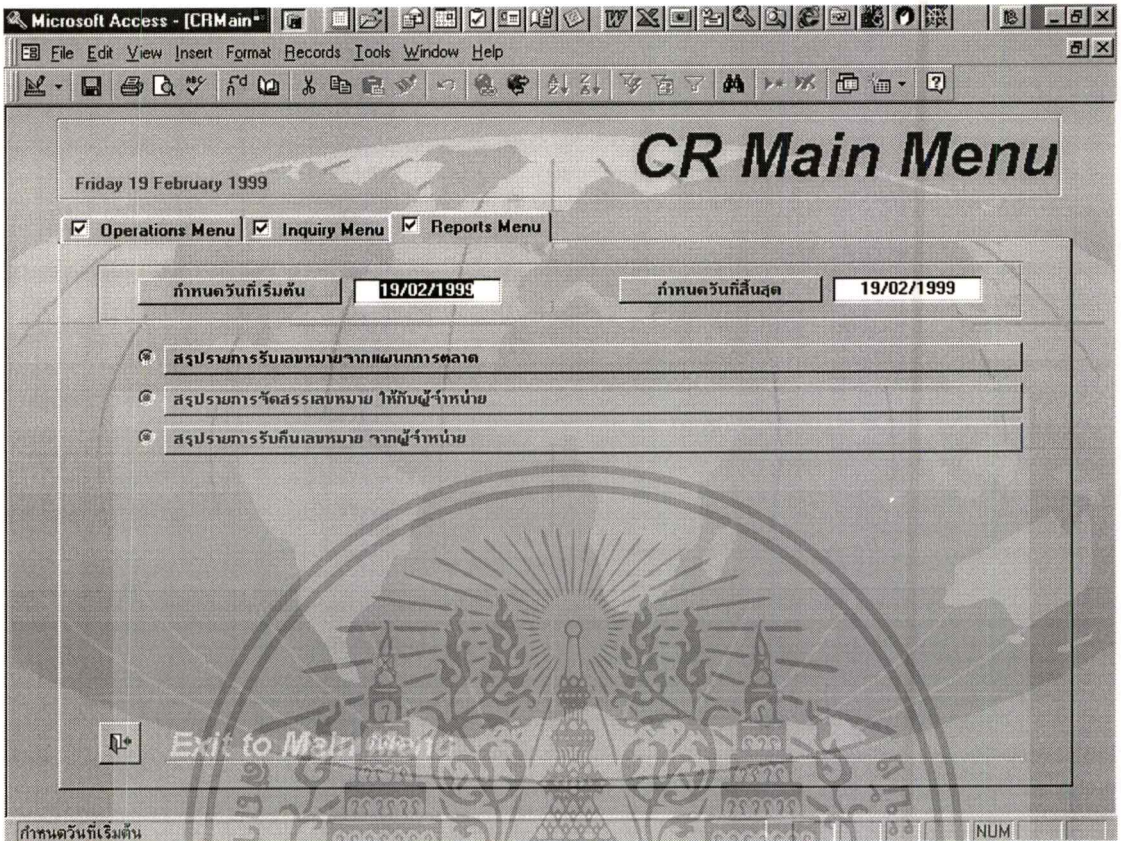 Microsoft Access - [CRMain
File Edit View Insert Format Records Tools Window Help
CR Main Menu
Friday 19 February 1999
Operations Menu Inquiry Menu Reports Menu
กำหนดวันที่เริ่มต้น 19/02/1999 กำหนดวันที่สิ้นสุด 19/02/1999
สรุปรายการรับเลขหมายจากแผนกการตลาด
สรุปรายการจัดสรรเลขหมาย ให้กับผู้จำหน่าย
สรุปรายการรับคืนเลขหมาย จากผู้จำหน่าย
Exit to Main Menu
กำหนดวันที่เริ่มต้น NUM